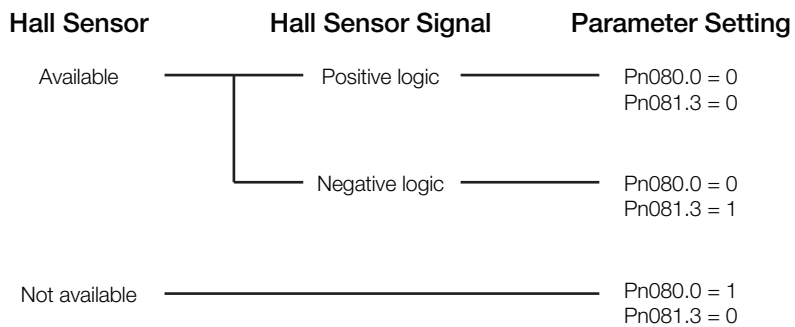 Hall Sensor Hall Sensor Signal Parameter Setting
Available Positive logic Pn080.0 = 0
Pn081.3 = 0
Negative logic Pn080.0 = 0
Pn081.3 = 1
Not available Pn080.0 = 1
Pn081.3 = 0